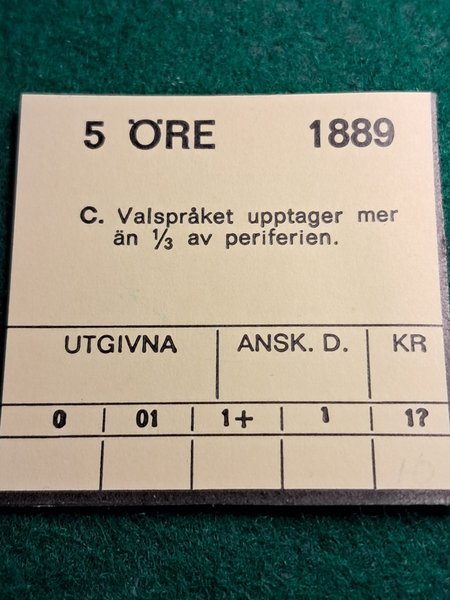 5 ÖRE 1889
C. Valspråket upptager mer
än 1/3 av periferien.
UTGIVNA ANSK. D. KR
0 01 1+ 1 1?